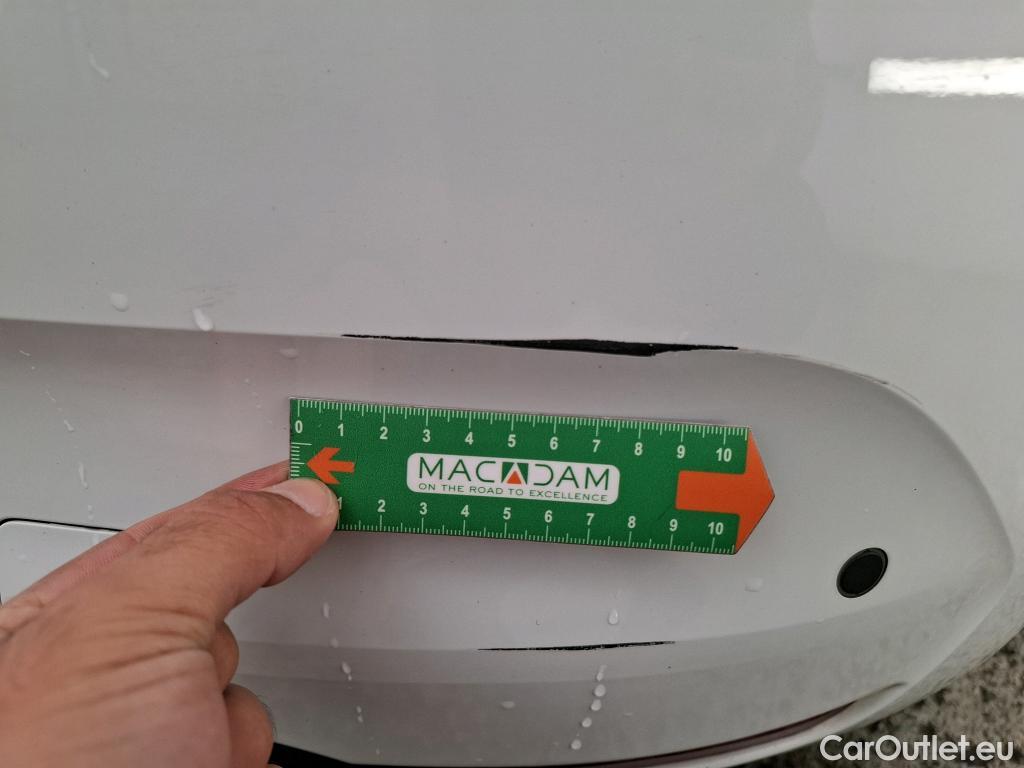 0 1 2 3 4 5 6 7 8 9 10
MACADAM
ON THE ROAD TO EXCELLENCE
1 2 3 4 5 6 7 8 9 10
CarOutlet.eu